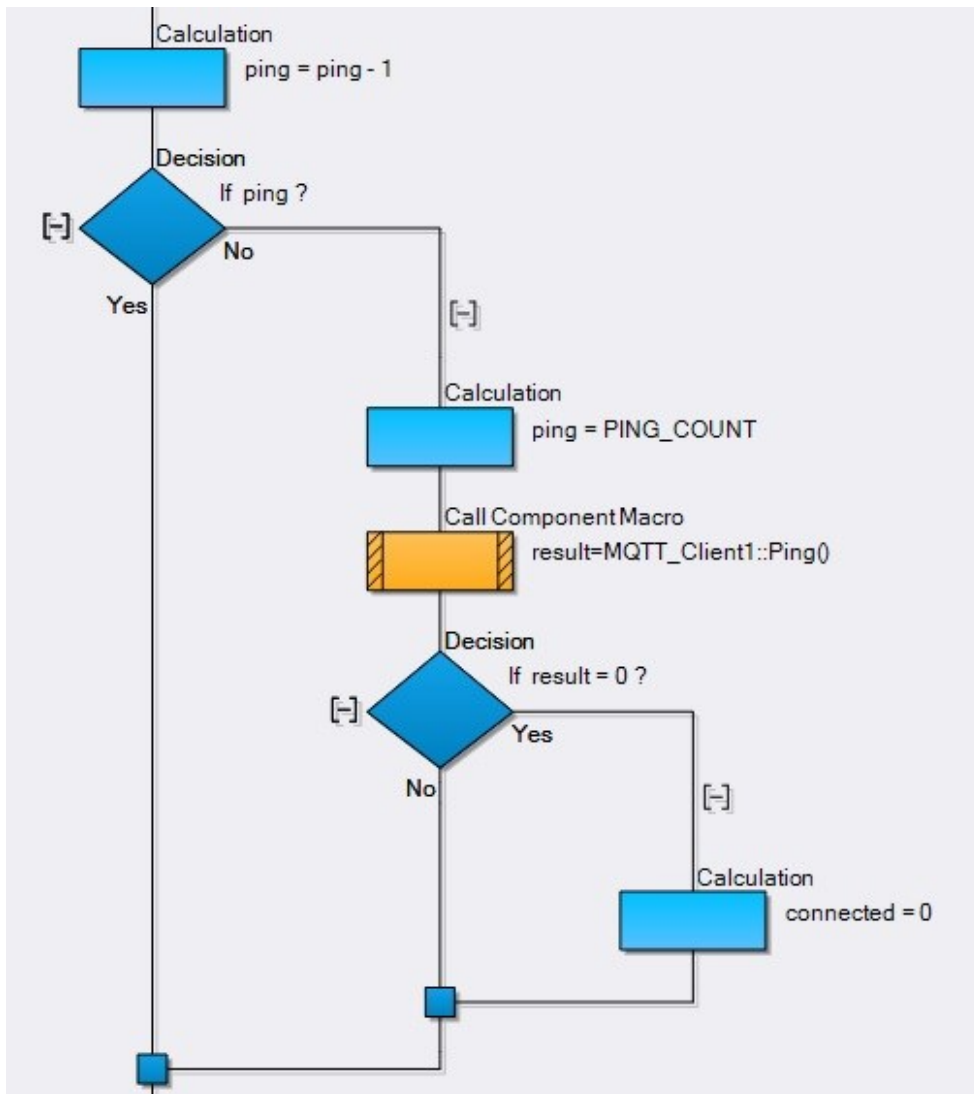 Calculation
ping = ping - 1
Decision
If ping ?
[-]
No
Yes
[-]
Calculation
ping = PING_COUNT
Call Component Macro
result=MQTT_Client1::Ping()
Decision
If result = 0 ?
[-]
Yes
No
[-]
Calculation
connected = 0